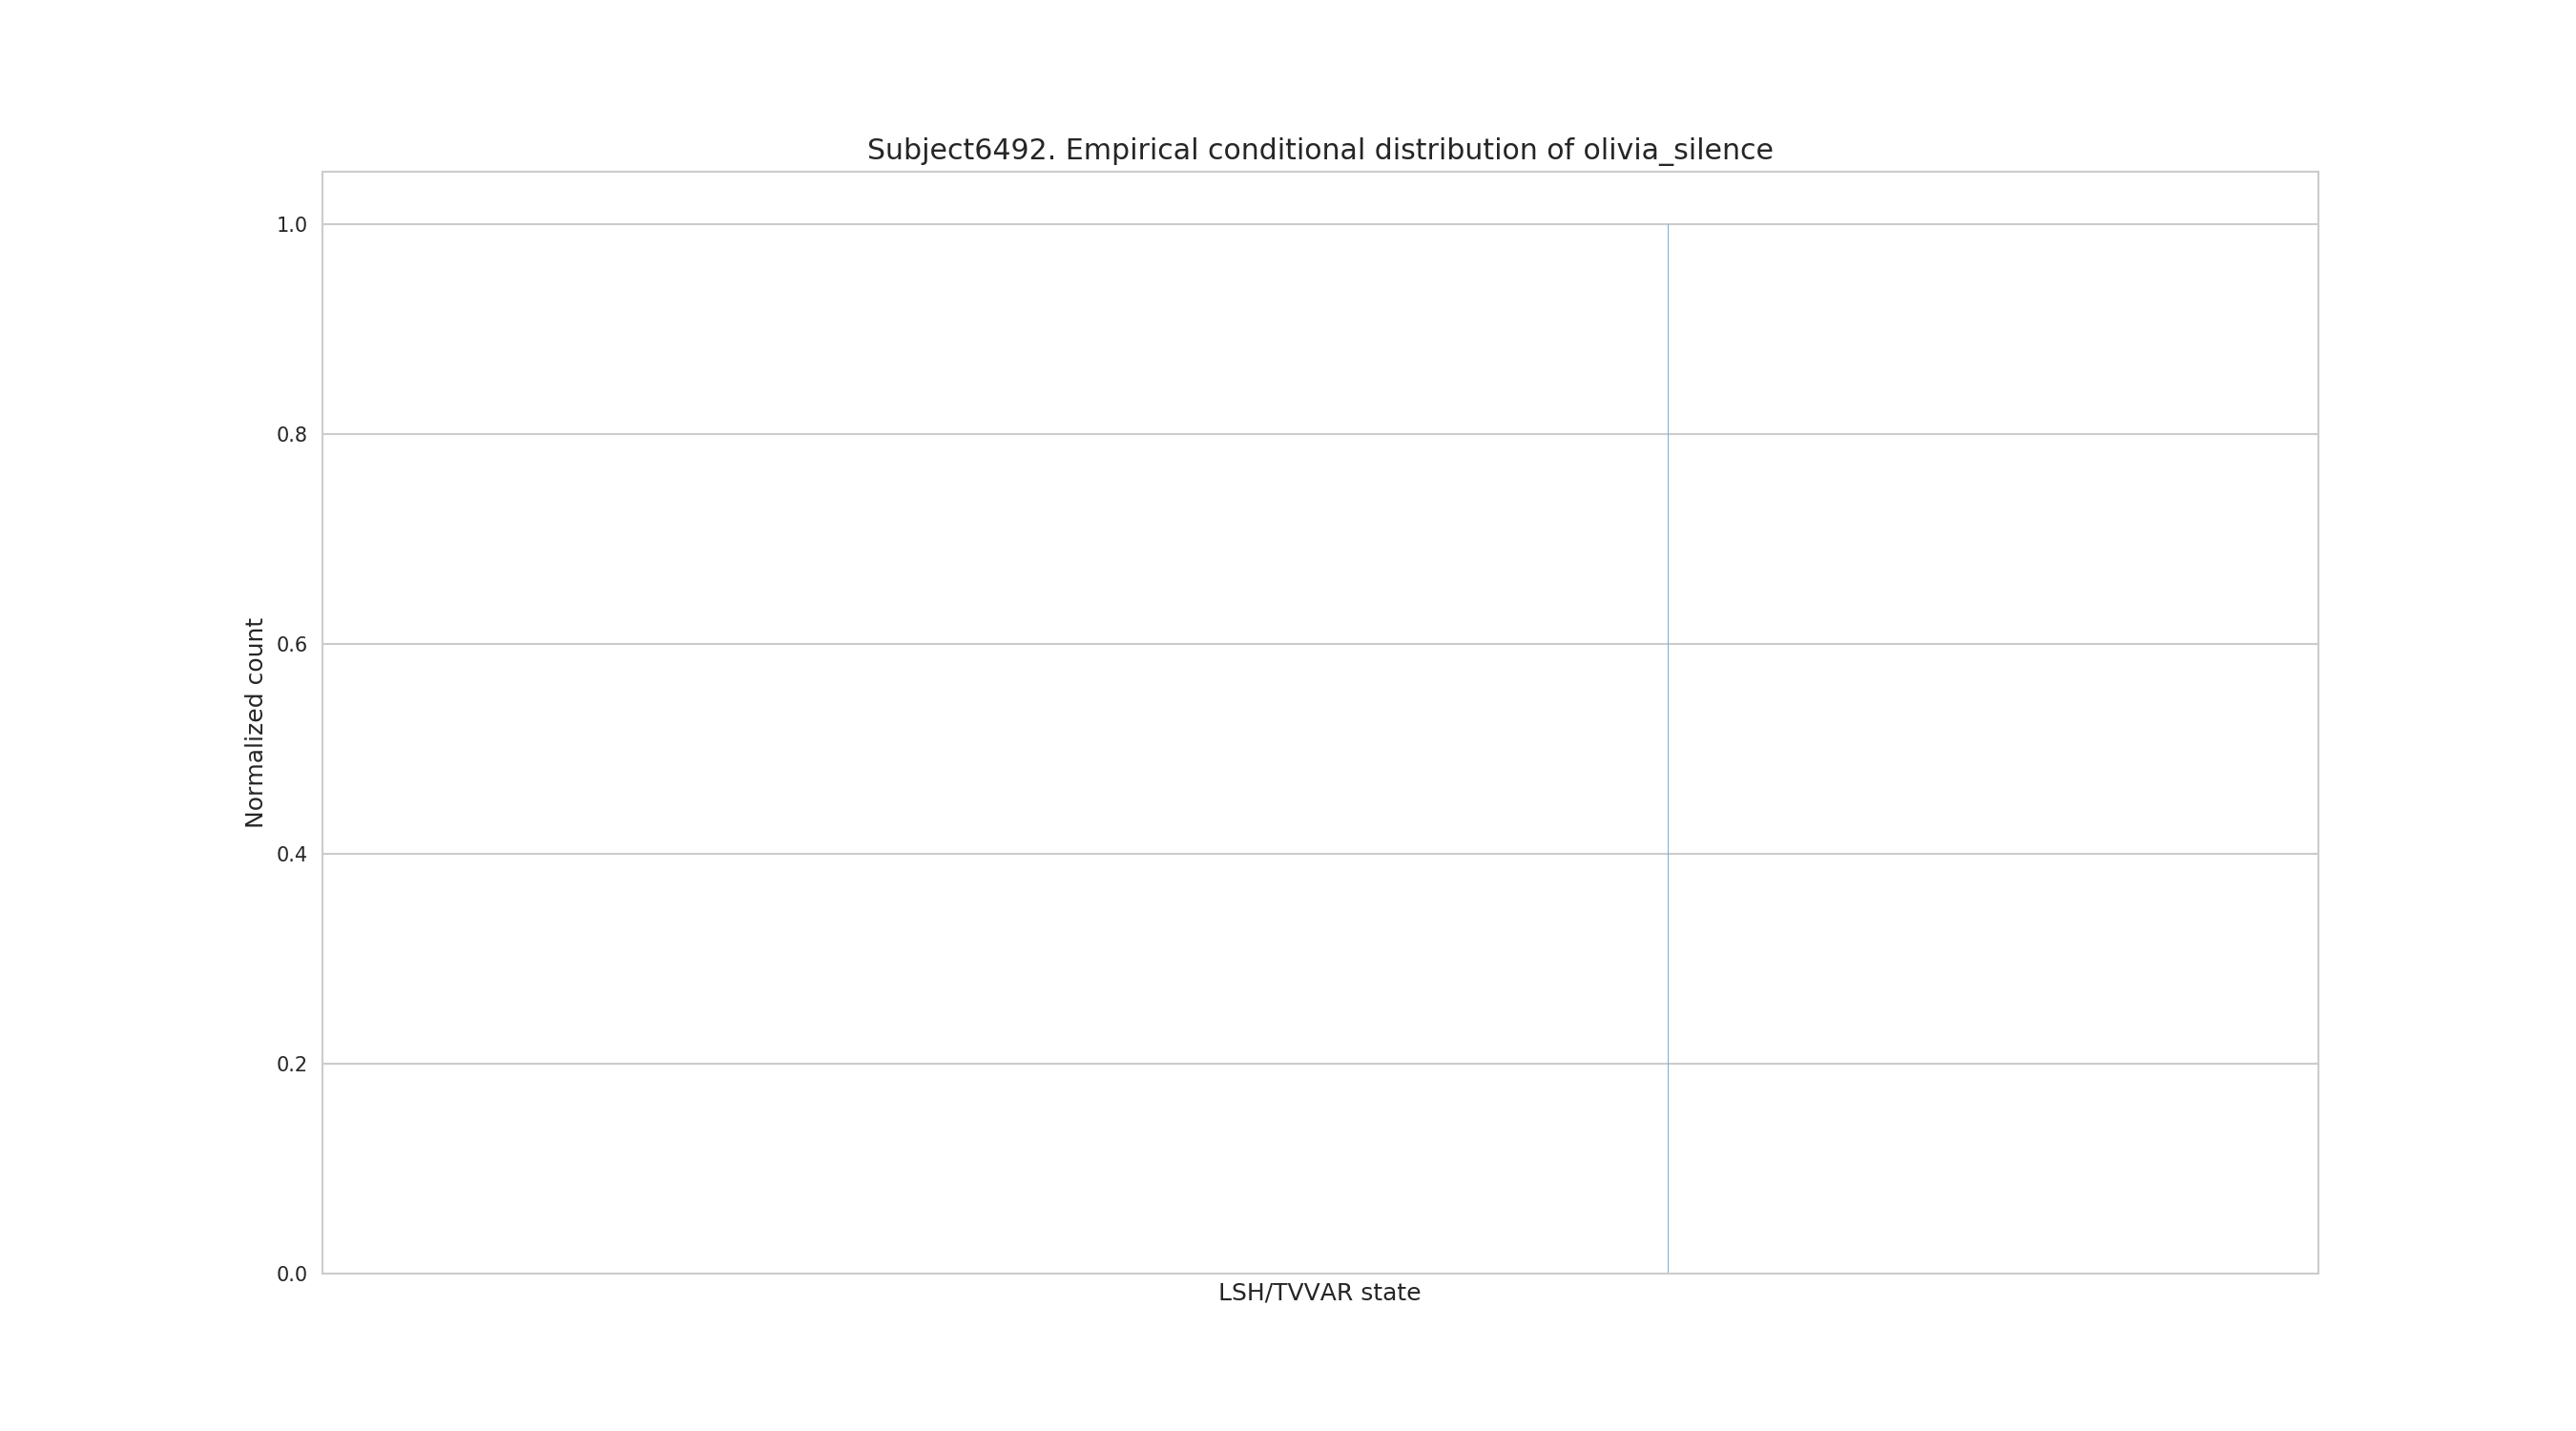 Subject6492. Empirical conditional distribution of olivia_silence
1.0
0.8
0.6
0.4
0.2
0.0
Normalized count
LSH/TVVAR state